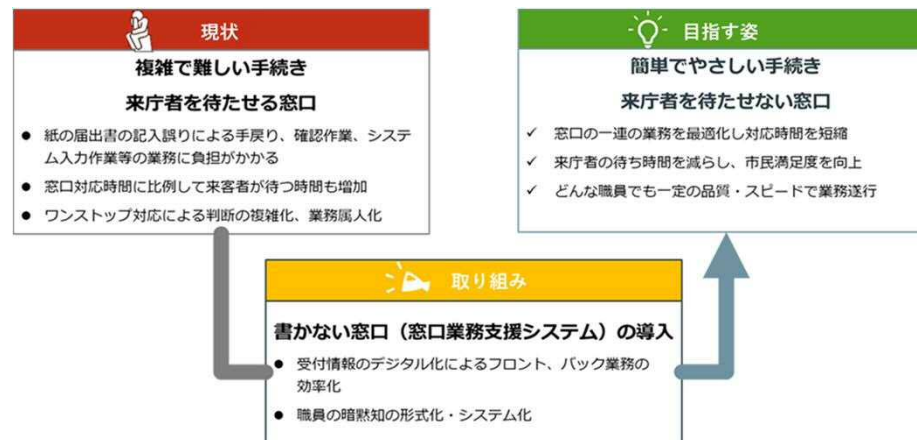 現状
複雑で難しい手続き
来庁者を待たせる窓口
● 紙の届出書の記入誤りによる手戻り、確認作業、システ
ム入力作業等の業務に負担がかかる
● 窓口対応時間に比例して来客者が待つ時間も増加
● ワンストップ対応による判断の複雑化、業務属人化
目指す姿
簡単でやさしい手続き
来庁者を待たせない窓口
✓ 窓口の一連の業務を最適化し対応時間を短縮
✓ 来庁者の待ち時間を減らし、市民満足度を向上
✓ どんな職員でも一定の品質・スピードで業務遂行
取り組み
書かない窓口（窓口業務支援システム）の導入
● 受付情報のデジタル化によるフロント、バック業務の
効率化
● 職員の暗黙知の形式化・システム化